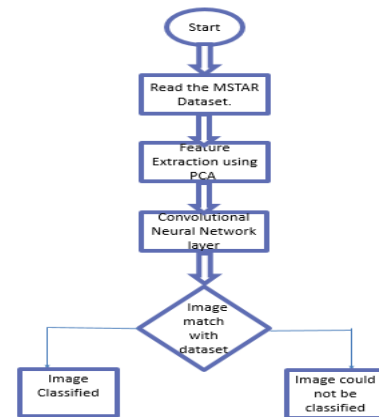 Start
Read the MSTAR
Dataset.
Feature
Extraction using
PCA
Convolutional
Neural Network
layer
Image
match
with
dataset
Image
Classified
Image could
not be
classified